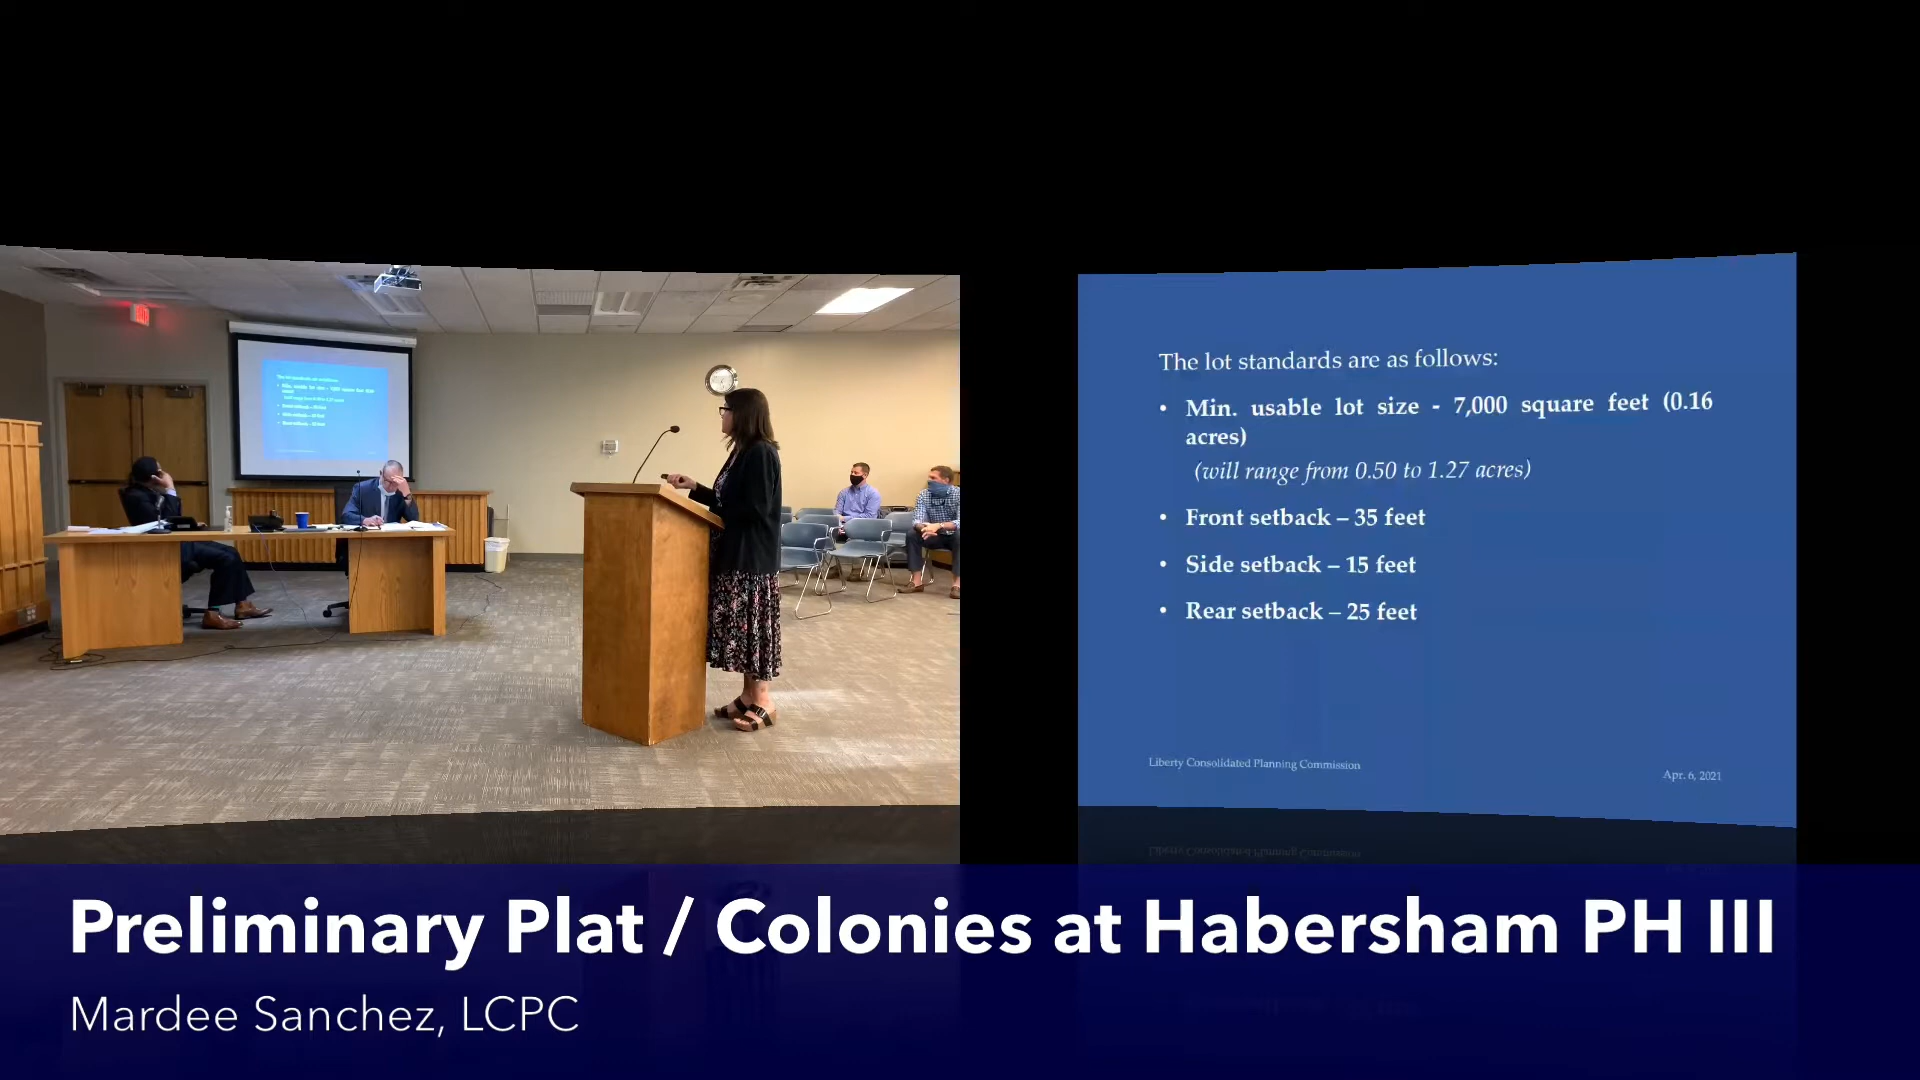 The lot standards are as follows:
• Min. usable lot size - 7,000 square feet (0.16
acres)
(will range from 0.50 to 1.27 acres)
• Front setback – 35 feet
• Side setback – 15 feet
• Rear setback – 25 feet
Liberty Consolidated Planning Commission
Apr. 6, 2021
Preliminary Plat / Colonies at Habersham PH III
Mardee Sanchez, LCPC